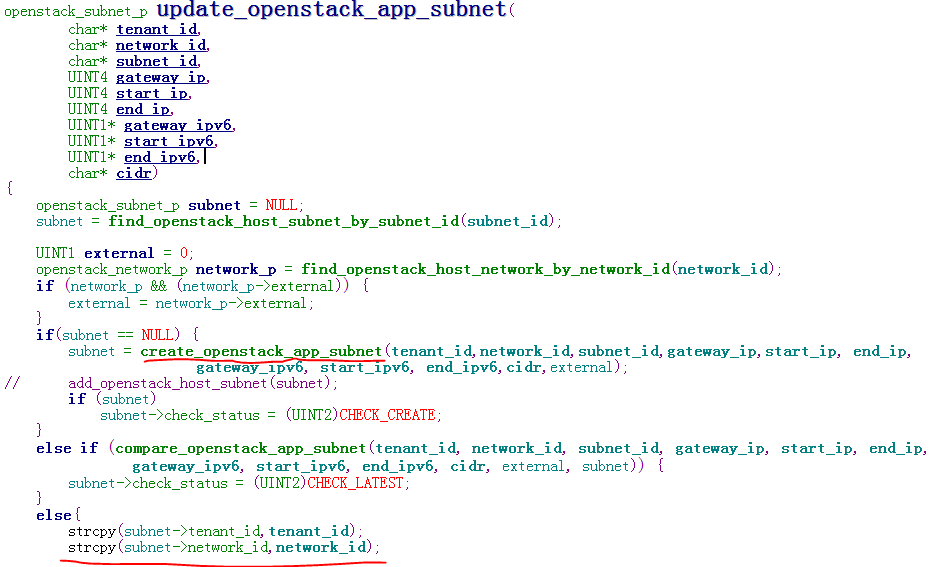 openstack_subnet_p update_openstack_app_subnet(
char* tenant_id,
char* network_id,
char* subnet_id,
UINT4 gateway_ip,
UINT4 start_ip,
UINT4 end_ip,
UINT1* gateway_ipv6,
UINT1* start_ipv6,
UINT1* end_ipv6,
char* cidr)
{
openstack_subnet_p subnet = NULL;
subnet = find_openstack_host_subnet_by_subnet_id(subnet_id);
UINT1 external = 0;
openstack_network_p network_p = find_openstack_host_network_by_network_id(network_id);
if (network_p && (network_p->external)) {
external = network_p->external;
}
if(subnet == NULL) {
subnet = create_openstack_app_subnet(tenant_id,network_id,subnet_id,gateway_ip,start_ip, end_ip,
gateway_ipv6, start_ipv6, end_ipv6,cidr,external);
// add_openstack_host_subnet(subnet);
if (subnet)
subnet->check_status = (UINT2)CHECK_CREATE;
}
else if (compare_openstack_app_subnet(tenant_id, network_id, subnet_id, gateway_ip, start_ip, end_ip,
gateway_ipv6, start_ipv6, end_ipv6, cidr, external, subnet)) {
subnet->check_status = (UINT2)CHECK_LATEST;
}
else{
strcpy(subnet->tenant_id,tenant_id);
strcpy(subnet->network_id,network_id);